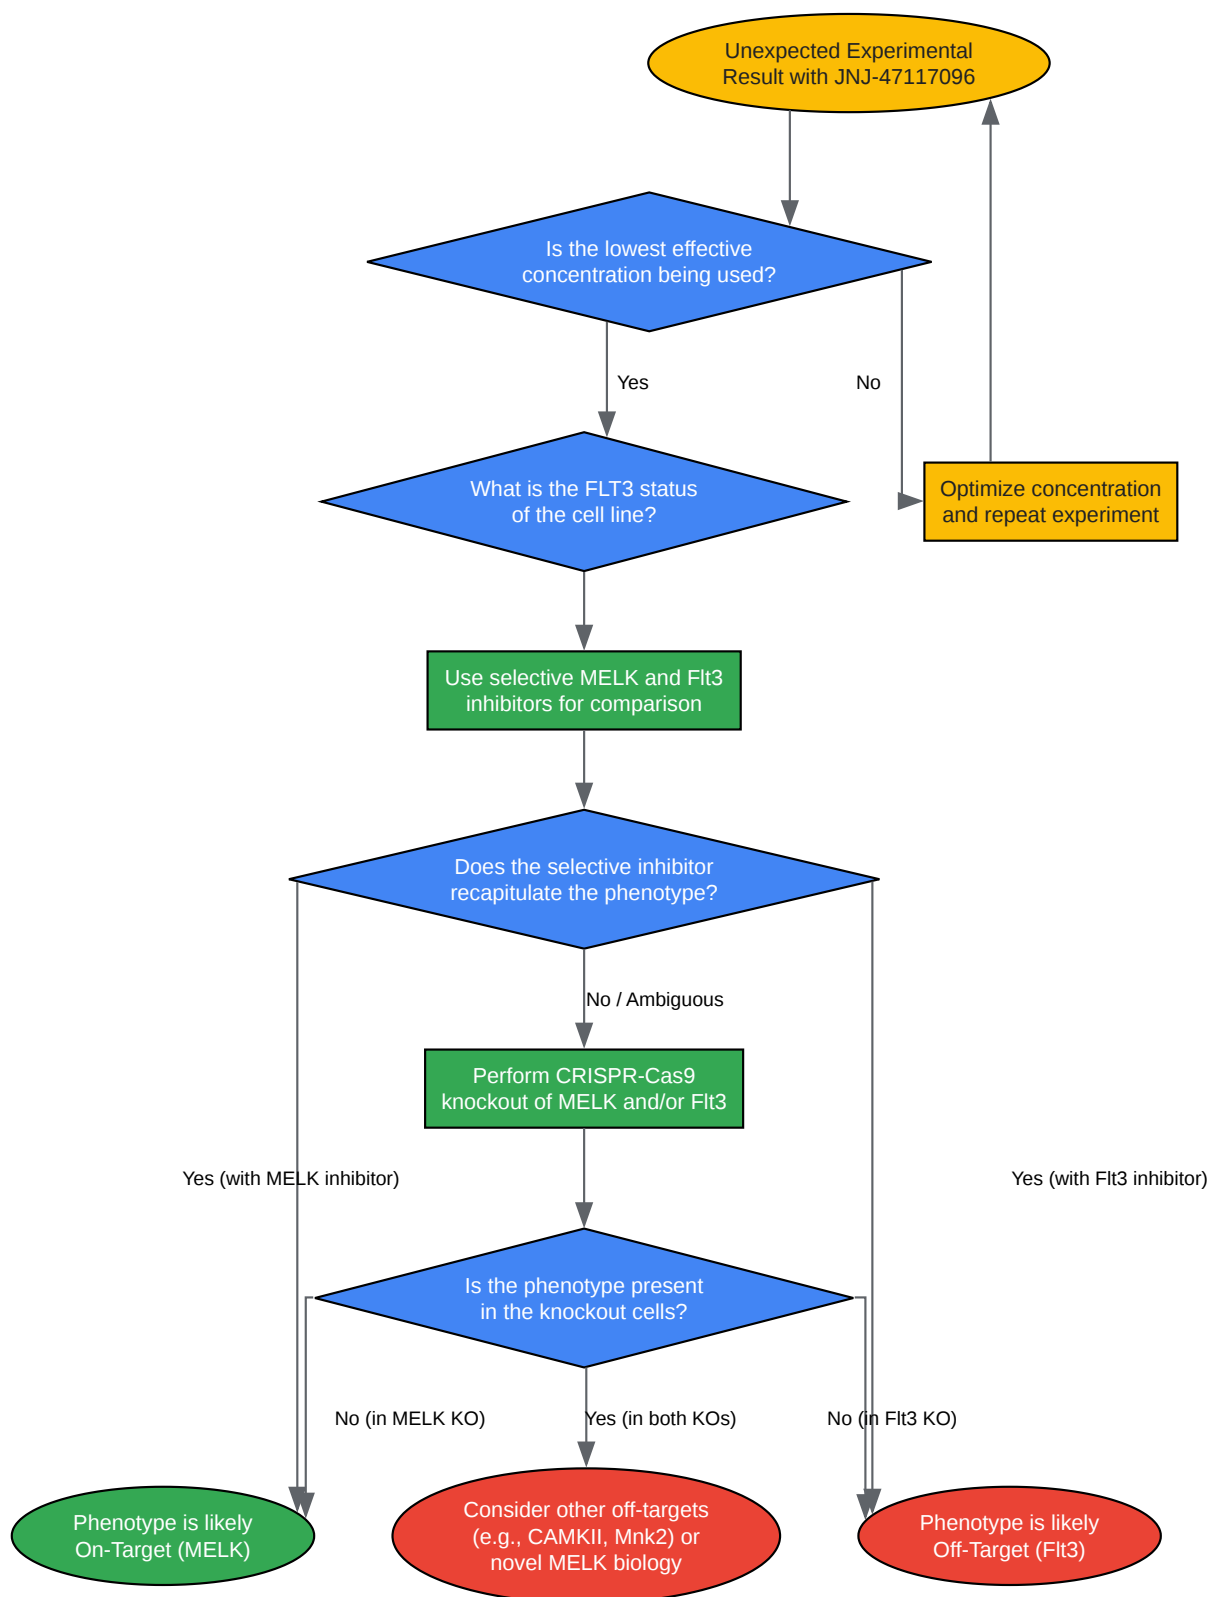 Unexpected Experimental
Result with JNJ-47117096
Is the lowest effective
concentration being used?
Yes
No
What is the FLT3 status
of the cell line?
Optimize concentration
and repeat experiment
Use selective MELK and Flt3
inhibitors for comparison
Does the selective inhibitor
recapitulate the phenotype?
No / Ambiguous
Perform CRISPR-Cas9
knockout of MELK and/or Flt3
Yes (with MELK inhibitor)
Yes (with Flt3 inhibitor)
Is the phenotype present
in the knockout cells?
No (in MELK KO)
Yes (in both KOs)
No (in Flt3 KO)
Phenotype is likely
On-Target (MELK)
Consider other off-targets
(e.g., CAMKII, Mnk2) or
novel MELK biology
Phenotype is likely
Off-Target (Flt3)